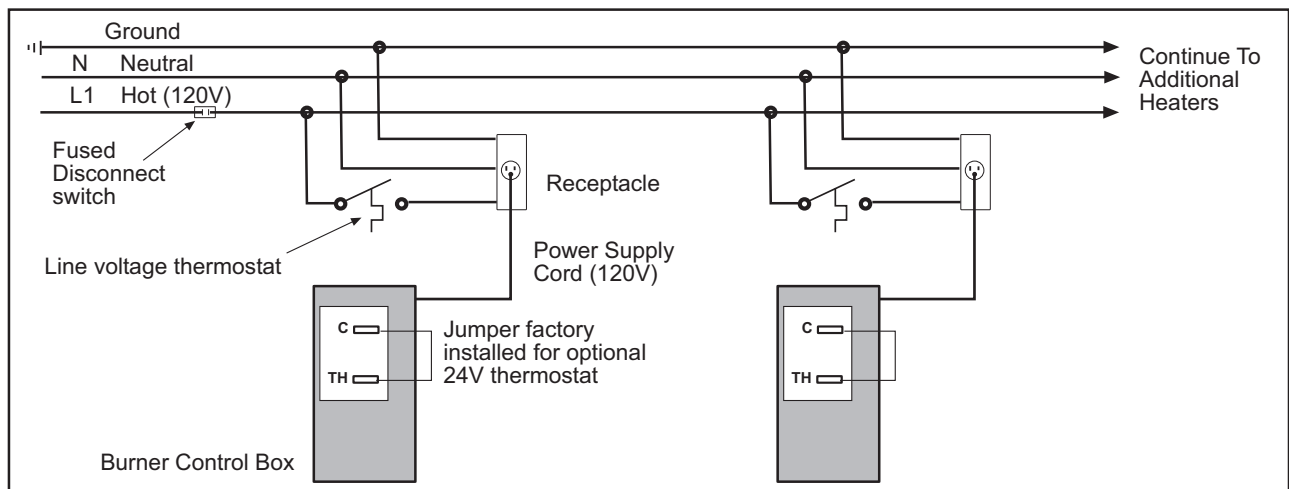 Ground
N Neutral
L1 Hot (120V)
Continue To
Additional
Heaters
Fused
Disconnect
switch
Receptacle
Line voltage thermostat
Power Supply
Cord (120V)
C
TH
Jumper factory
installed for optional
24V thermostat
C
TH
Burner Control Box